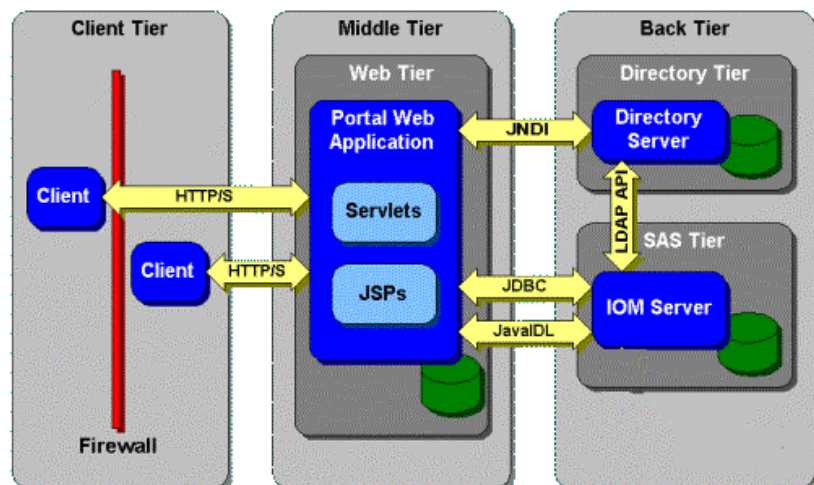 Client Tier
Middle Tier
Back Tier
Web Tier
Directory Tier
Portal Web
Application
JNDI
Directory
Server
Client
HTTP/S
Servlets
LDAP API
SAS Tier
Client
HTTP/S
JSPs
JDBC
IOM Server
JavaIDL
Firewall